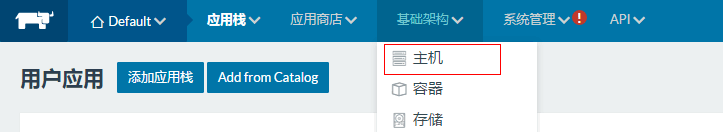 Default 应用栈 应用商店 基础架构 系统管理 API
主机
用户应用 添加应用栈 Add from Catalog
容器
存储